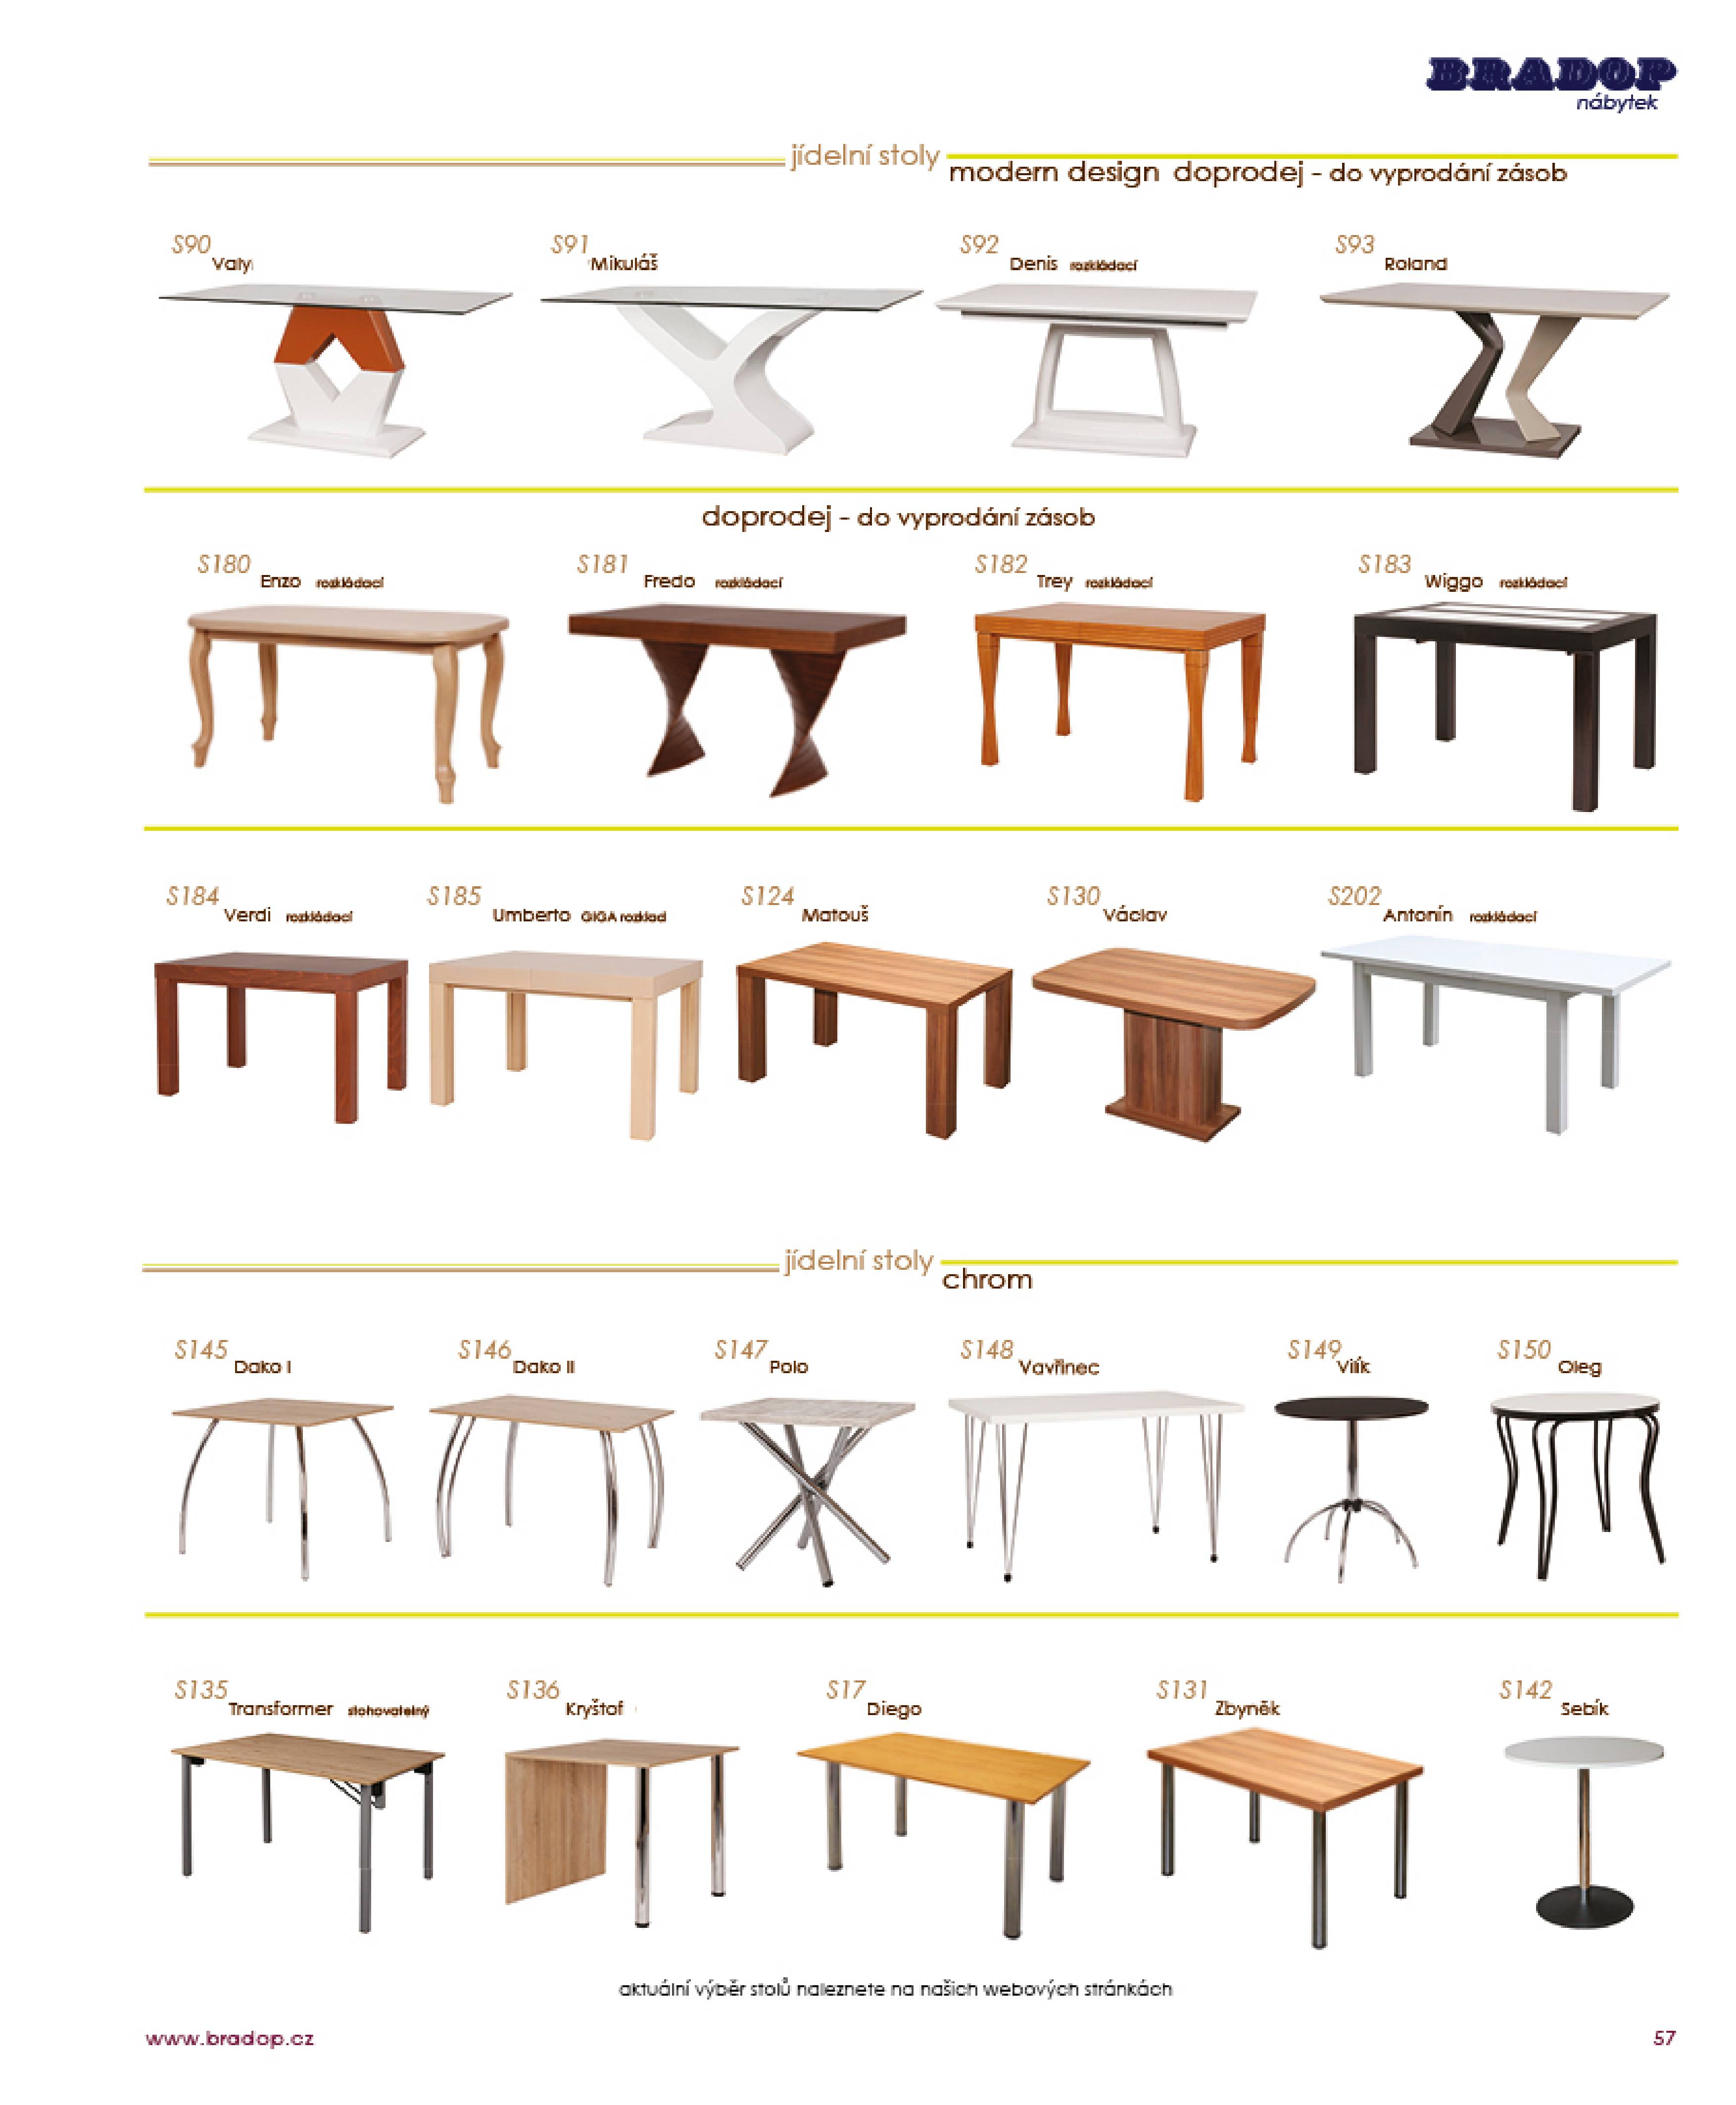 BRADOP
nábytek
jídelní stoly
modern design doprodej - do vyprodání zásob
S90 Valy
S91 Mikuláš
S92 Denis rozkládací
S93 Roland
doprodej - do vyprodání zásob
S180 Enzo rozkládací
S181 Fredo rozkládací
S182 Trey rozkládací
S183 Wiggo rozkládací
S184 Verdi rozkládací
S185 Umberto GIGA rozklad
S124 Matouš
S130 Václav
S202 Antonín rozkládací
jídelní stoly
chrom
S145 Dako I
S146 Dako II
S147 Polo
S148 Vavřinec
S149 Vilík
S150 Oleg
S135 Transformer stohovatelný
S136 Kryštof
S17 Diego
S131 Zbyněk
S142 Sebík
aktuální výběr stolů naleznete na našich webových stránkách
www.bradop.cz
57